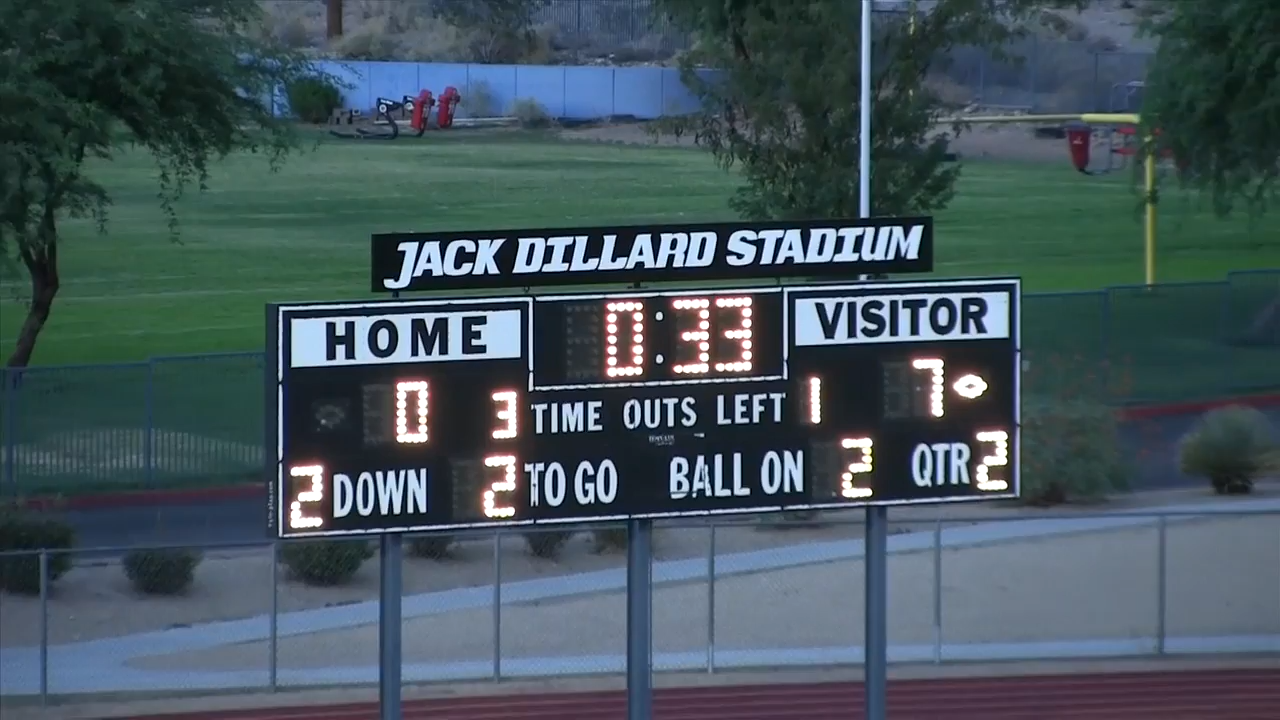 JACK DILLARD STADIUM
HOME 0:33 VISITOR
0 3 TIME OUTS LEFT 1 7
2 DOWN 2 TO GO BALL ON 2 QTR 2